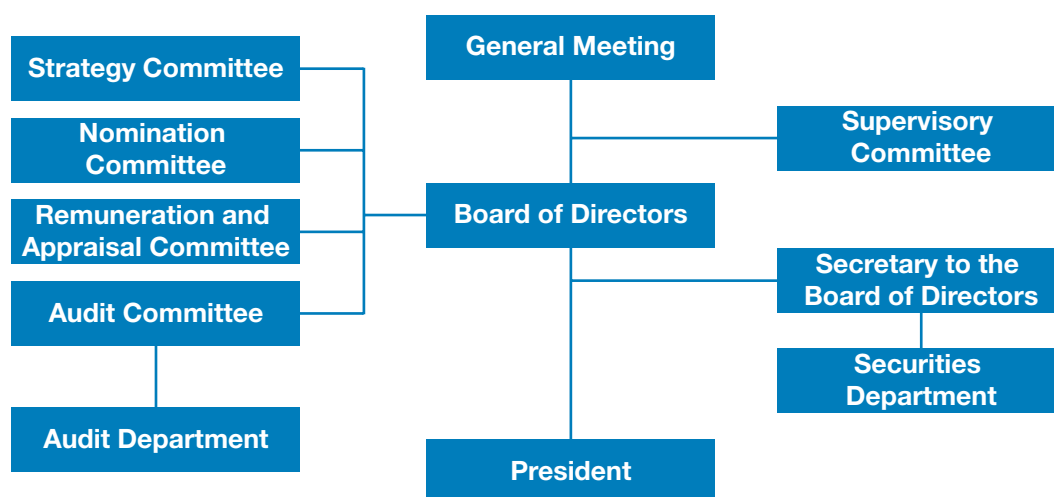 General Meeting
Strategy Committee
Nomination
Committee
Supervisory
Committee
Board of Directors
Remuneration and
Appraisal Committee
Secretary to the
Board of Directors
Audit Committee
Securities
Department
Audit Department
President